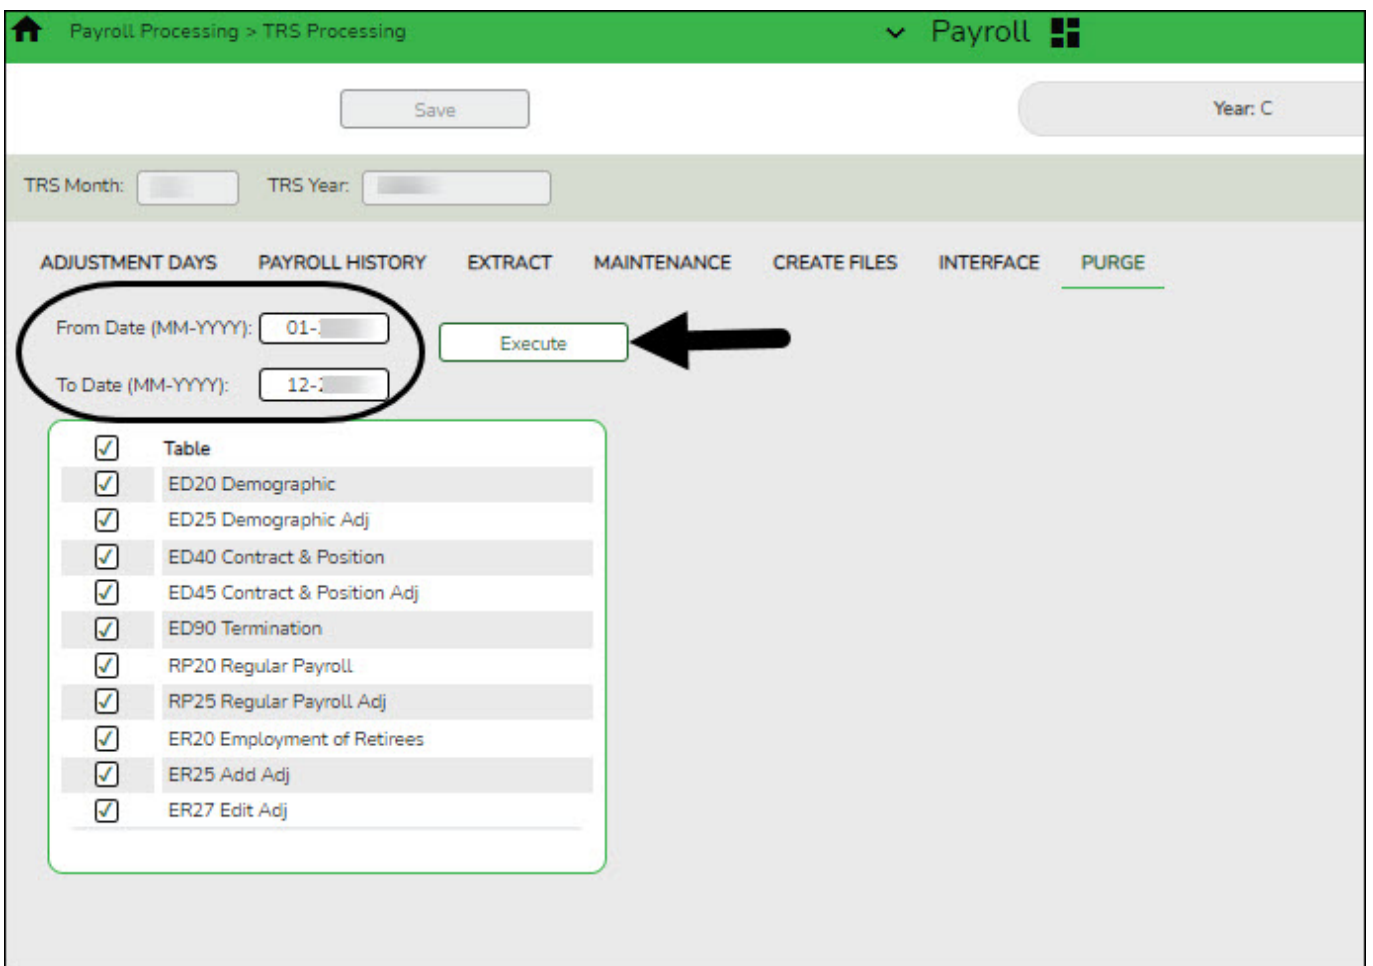 Payroll Processing > TRS Processing
Payroll
Save
Year: C
TRS Month:
TRS Year:
ADJUSTMENT DAYS PAYROLL HISTORY EXTRACT MAINTENANCE CREATE FILES INTERFACE PURGE
From Date (MM-YYYY): 01-
Execute
To Date (MM-YYYY): 12-
Table
ED20 Demographic
ED25 Demographic Adj
ED40 Contract & Position
ED45 Contract & Position Adj
ED90 Termination
RP20 Regular Payroll
RP25 Regular Payroll Adj
ER20 Employment of Retirees
ER25 Add Adj
ER27 Edit Adj